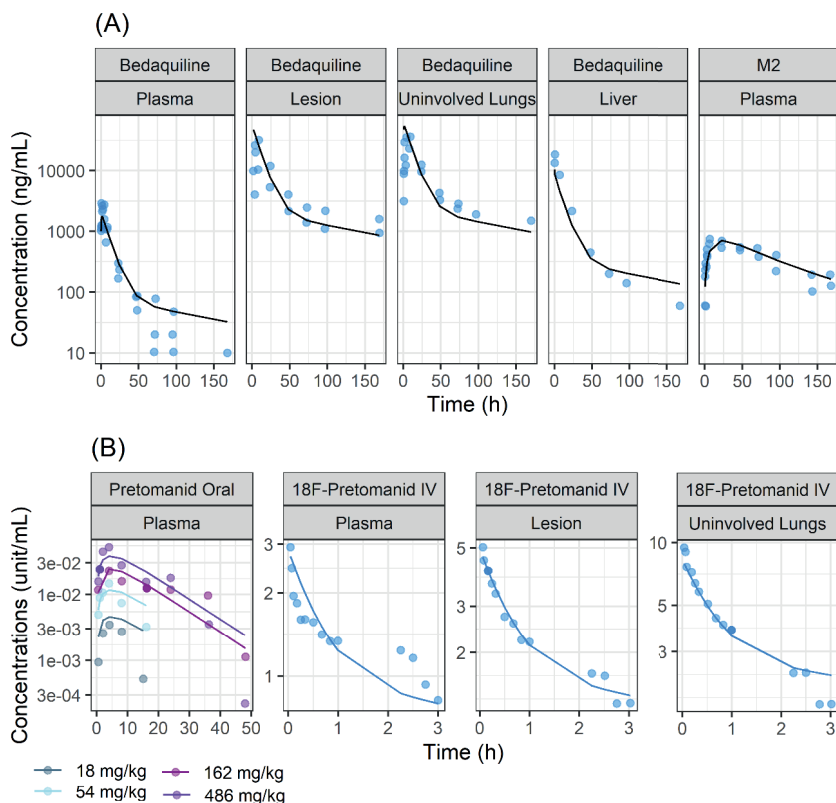 (A)
Bedaquiline Bedaquiline Bedaquiline Bedaquiline M2
Plasma Lesion Uninvolved Lungs Liver Plasma
Concentration (ng/mL)
10000
1000
100
10
0 50 100 150 0 50 100 150 0 50 100 150 0 50 100 150 0 50 100 150
Time (h)
(B)
Pretomanid Oral 18F-Pretomanid IV 18F-Pretomanid IV 18F-Pretomanid IV
Plasma Plasma Lesion Uninvolved Lungs
Concentrations (unit/mL)
3e-02
1e-02
3e-03
1e-03
3e-04
3
2
1
5
3
2
10
5
3
0 10 20 30 40 50 0 1 2 3 0 1 2 3 0 1 2 3
Time (h)
18 mg/kg 162 mg/kg
54 mg/kg 486 mg/kg